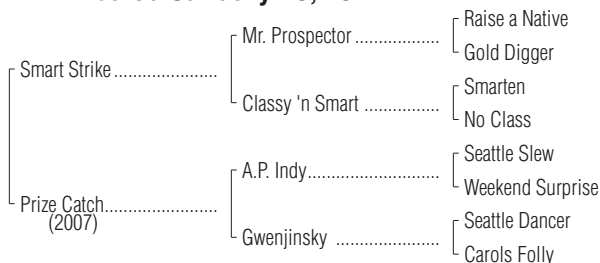 Raise a Native
Mr. Prospector ....................
Gold Digger
Smart Strike ......................
Smarten
Classy 'n Smart .................
No Class
Seattle Slew
A.P. Indy..............................
Weekend Surprise
Prize Catch........................
(2007)
Seattle Dancer
Gwenjinsky .......................
Carols Folly